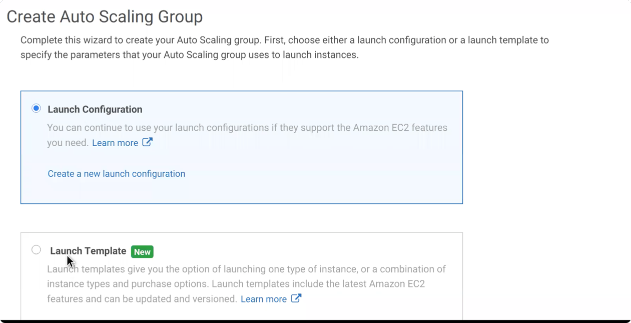 Create Auto Scaling Group
Complete this wizard to create your Auto Scaling group. First, choose either a launch configuration or a launch template to
specify the parameters that your Auto Scaling group uses to launch instances.
Launch Configuration
You can continue to use your launch configurations if they support the Amazon EC2 features
you need. Learn more
Create a new launch configuration
Launch Template New
Launch templates give you the option of launching one type of instance, or a combination of
instance types and purchase options. Launch templates include the latest Amazon EC2
features and can be updated and versioned. Learn more